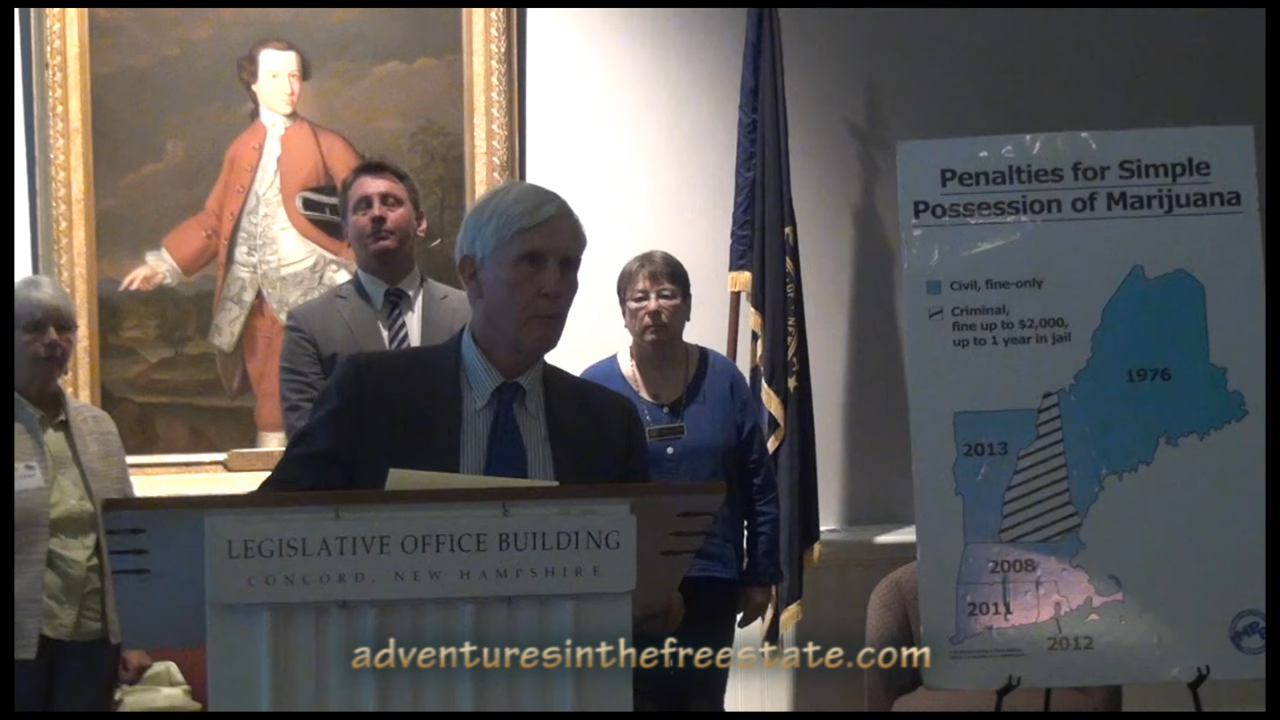 Penalties for Simple
Possession of Marijuana
Civil, fine-only
Criminal,
fine up to $2,000,
up to 1 year in jail
1976
2013
2008
2011
2012
MPP
LEGISLATIVE OFFICE BUILDING
CONCORD, NEW HAMPSHIRE
adventuresinthefreestate.com